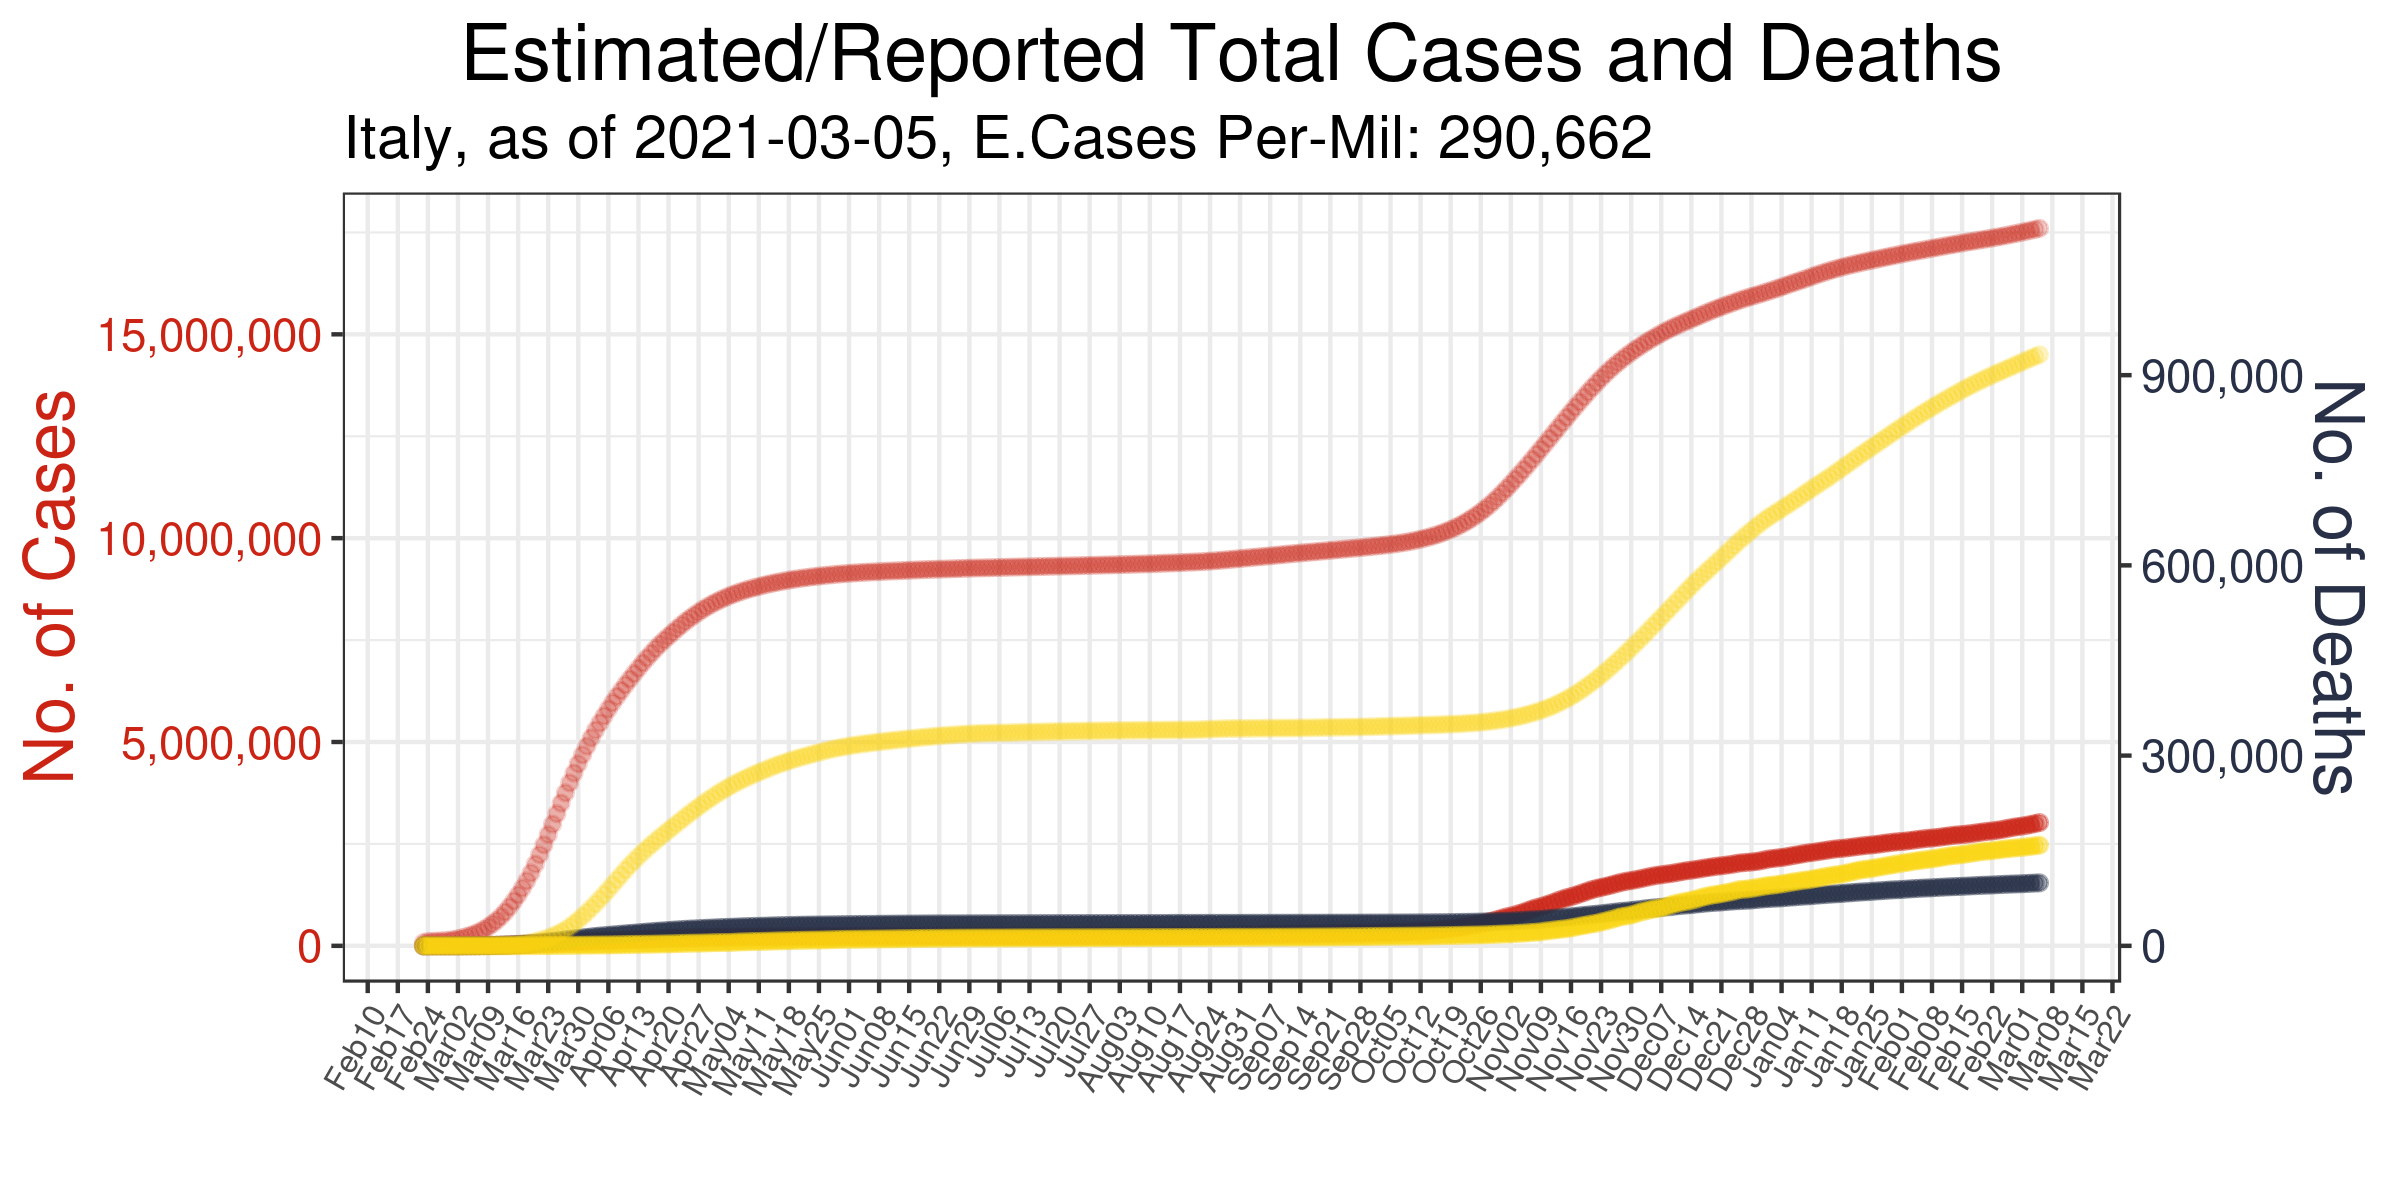 Estimated/Reported Total Cases and Deaths
Italy, as of 2021-03-05, E.Cases Per-Mil: 290,662
No. of Cases
15,000,000
10,000,000
5,000,000
0
No. of Deaths
900,000
600,000
300,000
0
Feb10
Feb17
Feb24
Mar02
Mar09
Mar16
Mar23
Mar30
Apr06
Apr13
Apr20
Apr27
May04
May11
May18
May25
Jun01
Jun08
Jun15
Jun22
Jun29
Jul06
Jul13
Jul20
Jul27
Aug03
Aug10
Aug17
Aug24
Aug31
Sep07
Sep14
Sep21
Sep28
Oct05
Oct12
Oct19
Oct26
Nov02
Nov09
Nov16
Nov23
Nov30
Dec07
Dec14
Dec21
Dec28
Jan04
Jan11
Jan18
Jan25
Feb01
Feb08
Feb15
Feb22
Mar01
Mar08
Mar15
Mar22